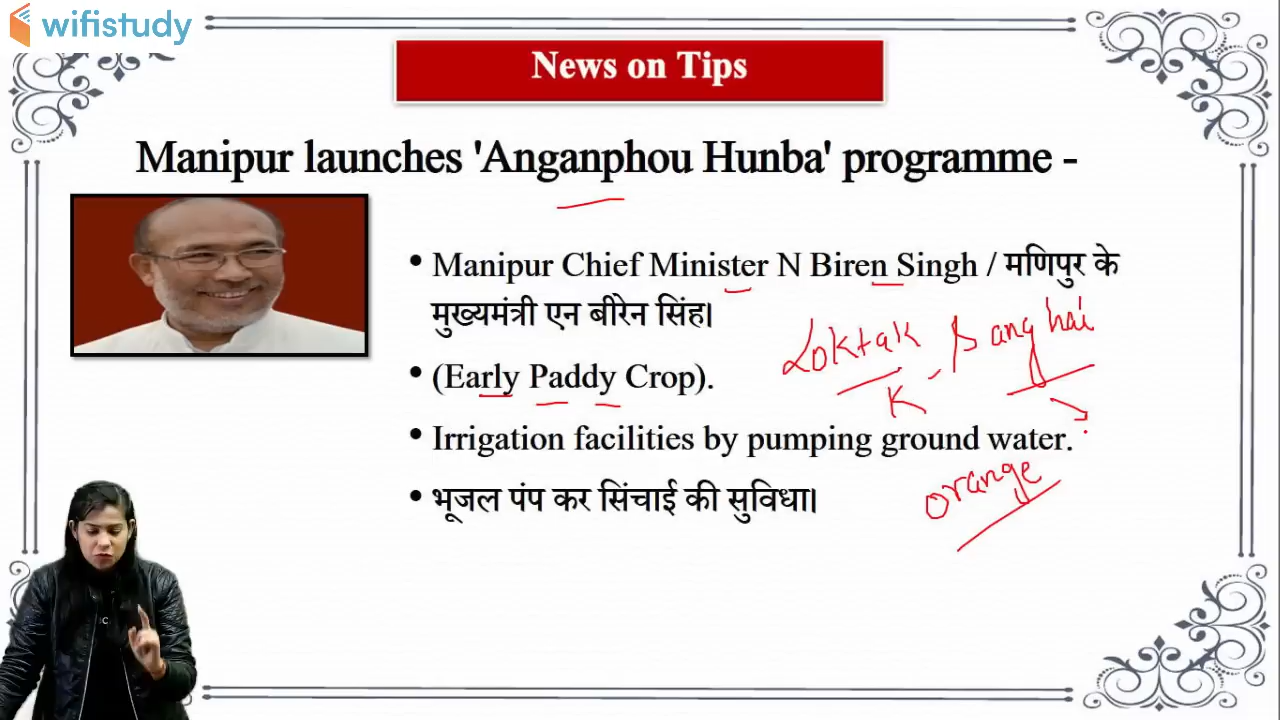 wifistudy
News on Tips
Manipur launches 'Anganphou Hunba' programme -
• Manipur Chief Minister N Biren Singh / मणिपुर के
मुख्यमंत्री एन बीरेन सिंह।
Loktak
Sanghai
• (Early Paddy Crop).
K
?
• Irrigation facilities by pumping ground water.
orange
• भूजल पंप कर सिंचाई की सुविधा।